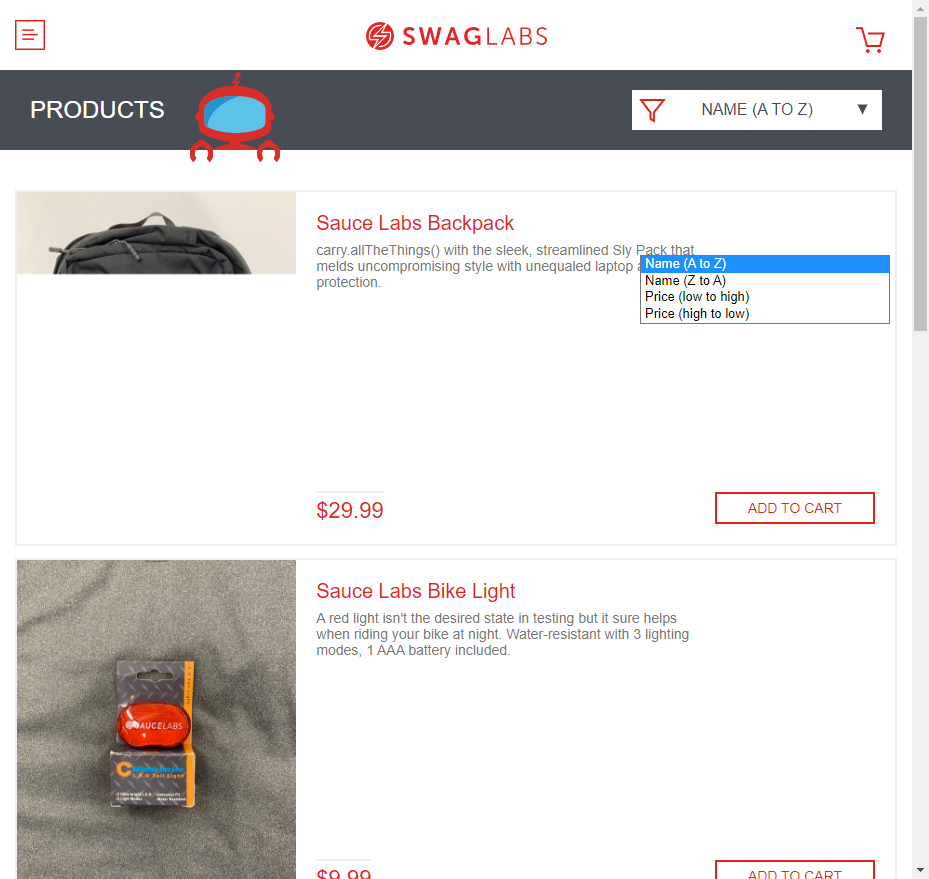 SWAGLABS
PRODUCTS
NAME (A TO Z) ▼
Sauce Labs Backpack
carry.allTheThings() with the sleek, streamlined Sly Pack that
melds uncompromising style with unequaled laptop
protection.
Name (A to Z)
Name (Z to A)
Price (low to high)
Price (high to low)
$29.99
ADD TO CART
Sauce Labs Bike Light
A red light isn't the desired state in testing but it sure helps
when riding your bike at night. Water-resistant with 3 lighting
modes, 1 AAA battery included.
SAUCELABS
L.E.D Tail Light
$9.99
ADD TO CART